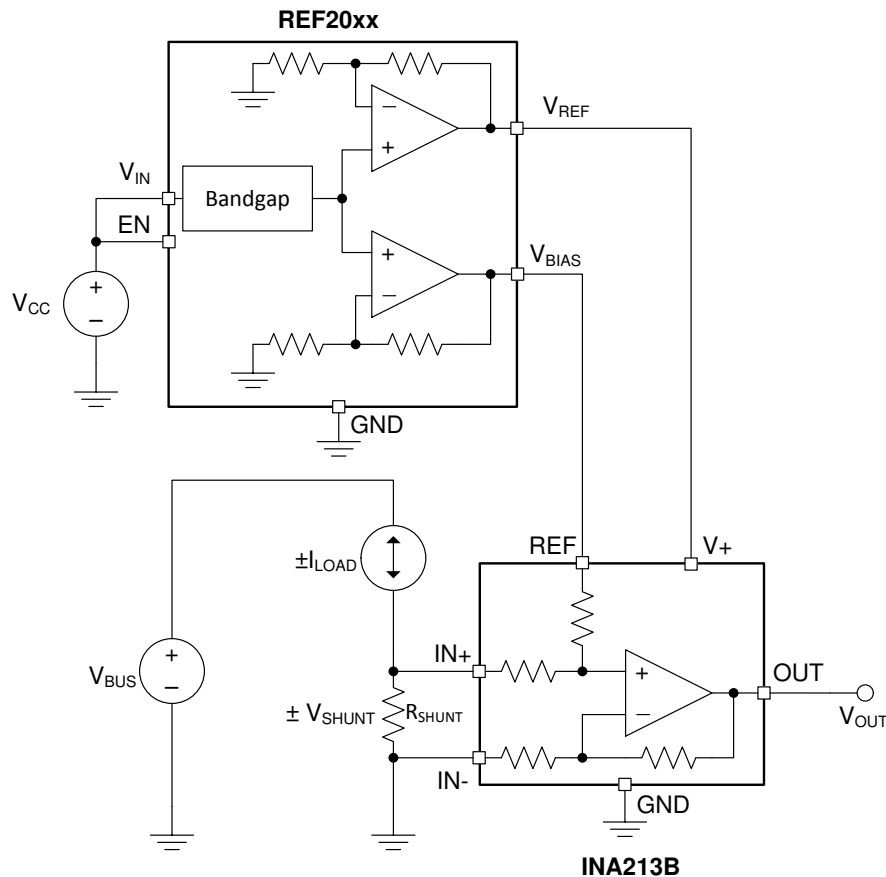 REF20xx
V_REF
V_IN
Bandgap
EN
V_BIAS
V_CC
GND
REF
V+
±I_LOAD
IN+
OUT
V_BUS
± V_SHUNT
R_SHUNT
V_OUT
IN-
GND
INA213B
+
−
+
−
+
−
+
−
+
−